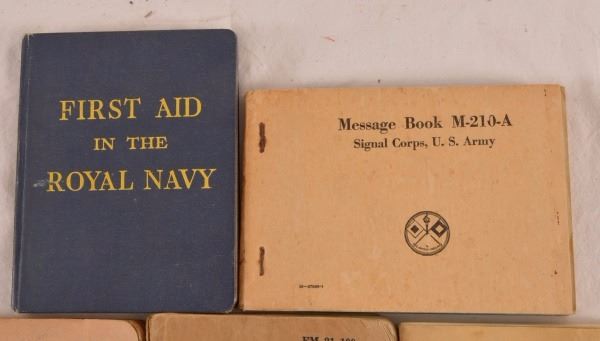 FIRST AID
IN THE
ROYAL NAVY
Message Book M-210-A
Signal Corps, U. S. Army